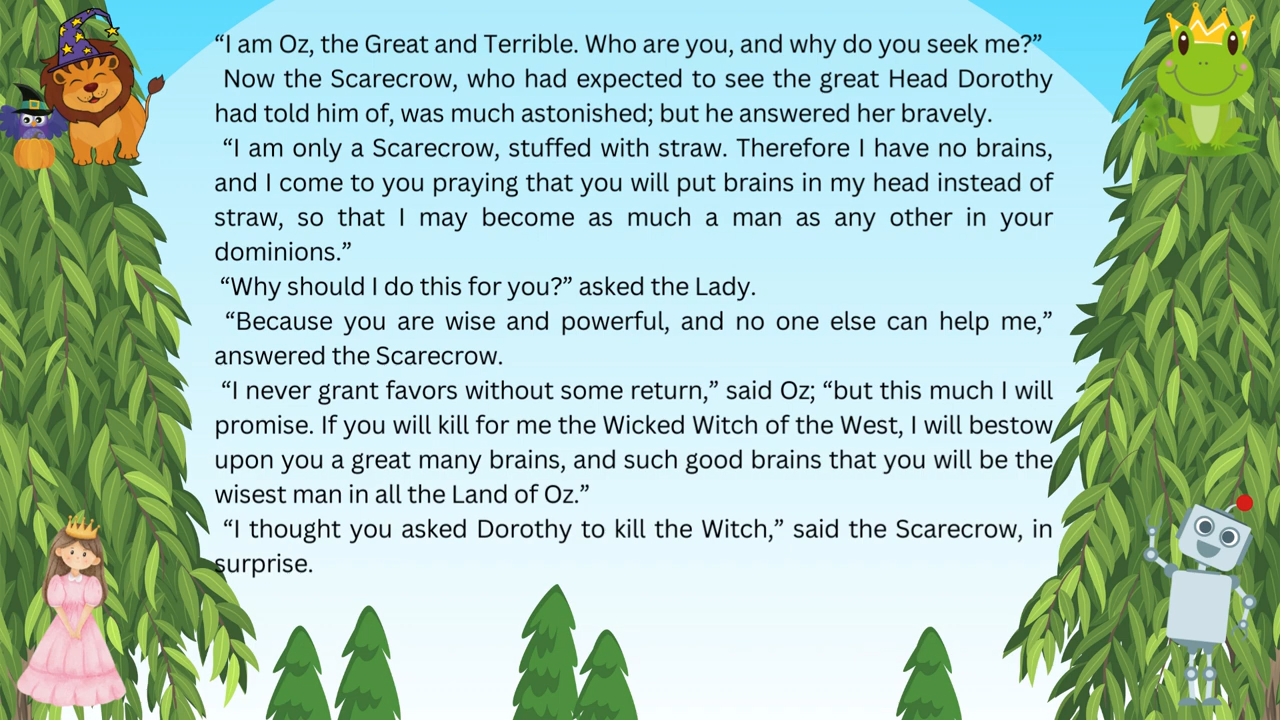 “I am Oz, the Great and Terrible. Who are you, and why do you seek me?”
Now the Scarecrow, who had expected to see the great Head Dorothy
had told him of, was much astonished; but he answered her bravely.
“I am only a Scarecrow, stuffed with straw. Therefore I have no brains,
and I come to you praying that you will put brains in my head instead of
straw, so that I may become as much a man as any other in your
dominions.”
“Why should I do this for you?” asked the Lady.
“Because you are wise and powerful, and no one else can help me,”
answered the Scarecrow.
“I never grant favors without some return,” said Oz; “but this much I will
promise. If you will kill for me the Wicked Witch of the West, I will bestow
upon you a great many brains, and such good brains that you will be the
wisest man in all the Land of Oz.”
“I thought you asked Dorothy to kill the Witch,” said the Scarecrow, in
surprise.